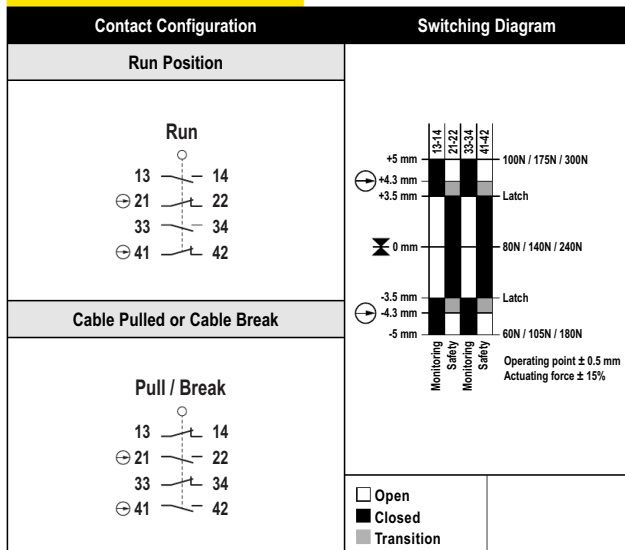 Contact Configuration
Switching Diagram
Run Position
Run
13 14
21 22
33 34
41 42
Cable Pulled or Cable Break
Pull / Break
13 14
21 22
33 34
41 42
13-14
21-22
33-34
41-42
+5 mm 100N / 175N / 300N
+4.3 mm
+3.5 mm Latch
0 mm 80N / 140N / 240N
-3.5 mm Latch
-4.3 mm
-5 mm 60N / 105N / 180N
Monitoring
Safety
Monitoring
Safety
Operating point ± 0.5 mm
Actuating force ± 15%
Open
Closed
Transition